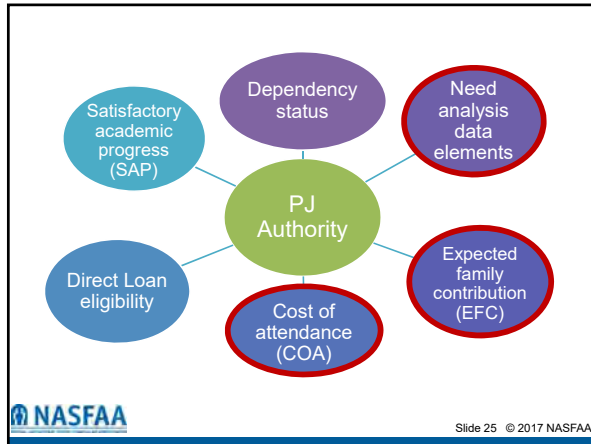 Dependency
status
Need
analysis
data
elements
Satisfactory
academic
progress
(SAP)
PJ
Authority
Direct Loan
eligibility
Cost of
attendance
(COA)
Expected
family
contribution
(EFC)
NASFAA
Slide 25 © 2017 NASFAA